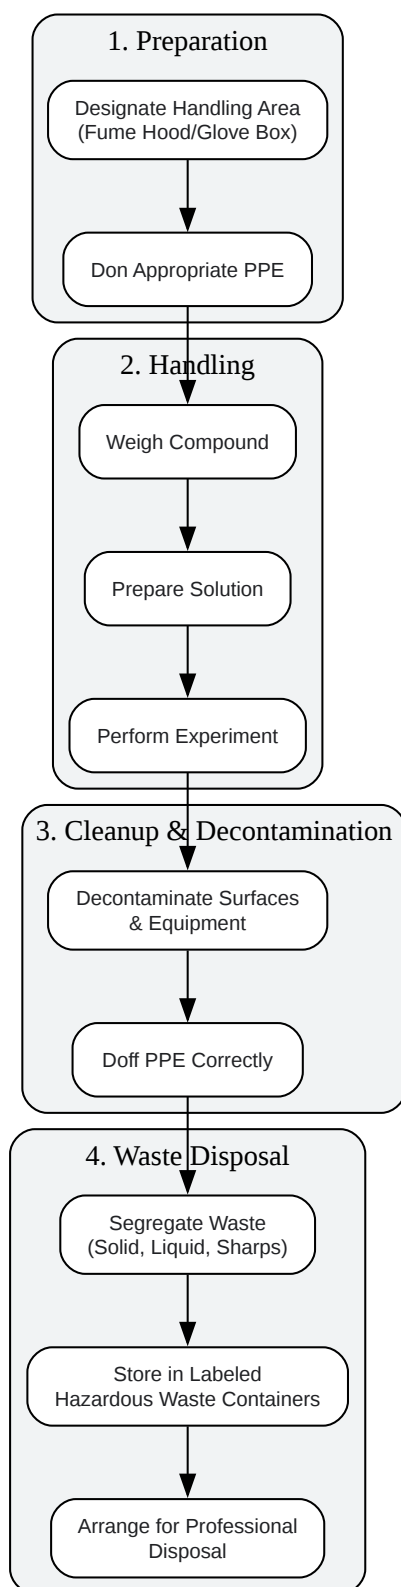 1. Preparation
Designate Handling Area
(Fume Hood/Glove Box)
Don Appropriate PPE
2. Handling
Weigh Compound
Prepare Solution
Perform Experiment
3. Cleanup & Decontamination
Decontaminate Surfaces
& Equipment
Doff PPE Correctly
4. Waste Disposal
Segregate Waste
(Solid, Liquid, Sharps)
Store in Labeled
Hazardous Waste Containers
Arrange for Professional
Disposal